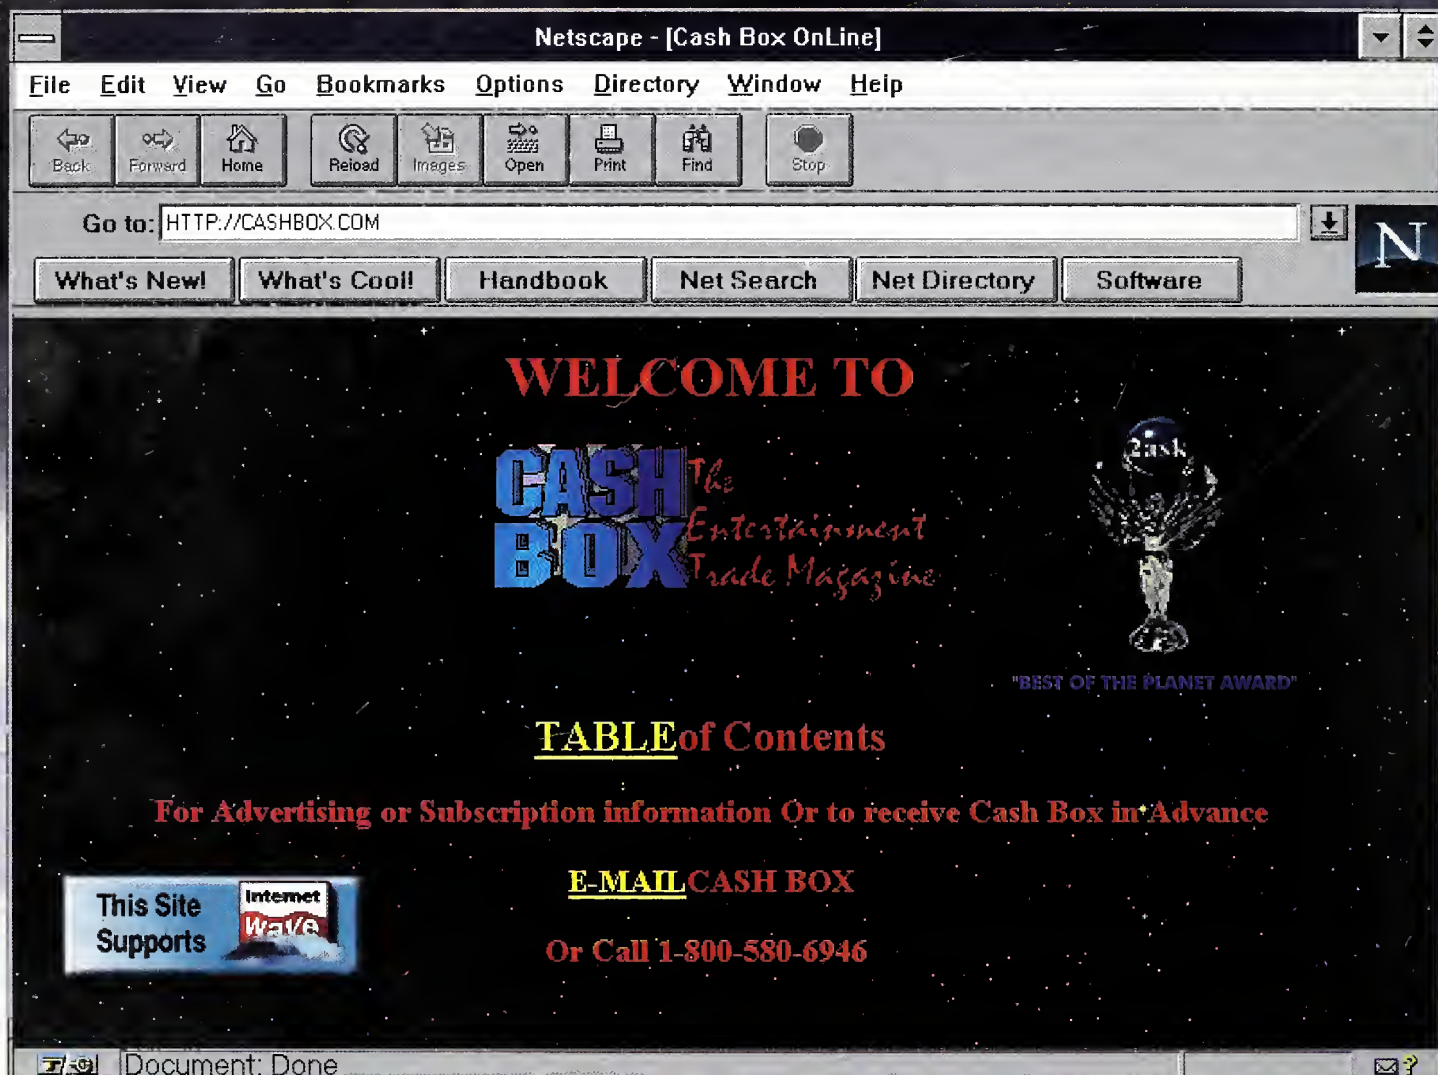 Netscape - [Cash Box OnLine]
File Edit View Go Bookmarks Options Directory Window Help
Back Forward Home Reload Images Open Print Find Stop
Go to: HTTP://CASHBOX.COM
N
What's New! What's Cool! Handbook Net Search Net Directory Software
WELCOME TO
CASH BOX
The
Entertainment
Trade Magazine
2ask
"BEST OF THE PLANET AWARD"
TABLE of Contents
For Advertising or Subscription information Or to receive Cash Box in Advance
E-MAIL CASH BOX
Or Call 1-800-580-6946
This Site
Supports
Internet
wave
Document: Done